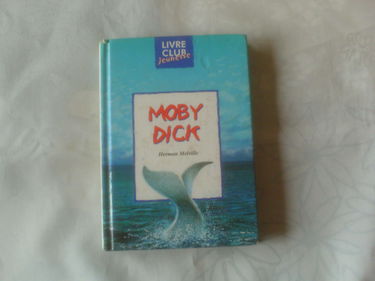 LIVRE
CLUB
Jeunesse
MOBY
DICK
Herman Melville